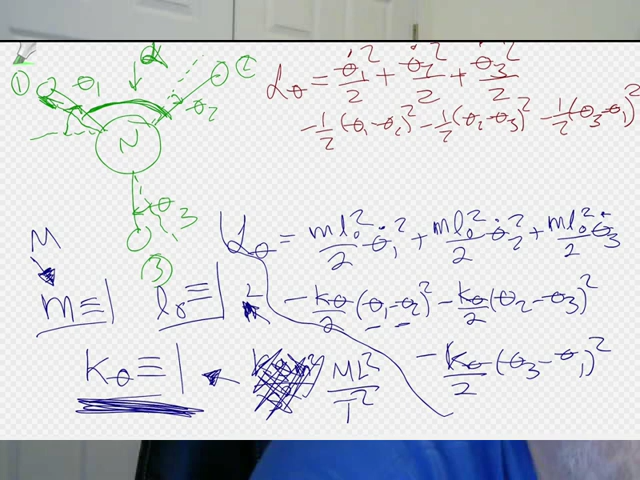 ① θ₁ α ②
θ₂
N
θ₃
③
ℒ_θ = θ̇₁²/2 + θ̇₂²/2 + θ̇₃²/2
-1/2(θ₁-θ₂)² -1/2(θ₂-θ₃)² -1/2(θ₃-θ₁)²
M
m≡1 l₀≡1
k_θ≡1 ML²/T²
ℒ_θ = ml₀²/2 θ̇₁² + ml₀²/2 θ̇₂² + ml₀²/2 θ̇₃
-k_θ/2 (θ₁-θ₂)² -k_θ/2 (θ₂-θ₃)²
-k_θ/2 (θ₃-θ₁)²